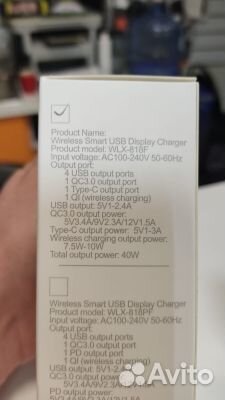 Product Name:
Wireless Smart USB Display Charger
Product model: WLX-818F
Input voltage: AC100-240V 50-60Hz
Output port:
4 USB output ports
1 QC3.0 output port
1 Type-C output port
1 QI (wireless charging)
USB output: 5V1-2.4A
QC3.0 output power:
5V3.4A/9V2.3A/12V1.5A
Type-C output power: 5V1-3A
Wireless charging output power:
7.5W-10W
Total output power: 40W
Wireless Smart USB Display Charger
Product model: WLX-818PF
Input voltage: AC100-240V 50-60Hz
Output port:
4 USB output ports
1 QC3.0 output port
1 PD output port
1 QI (wireless charging)
USB output: 5V1-2.4A
QC3.0 output power:
5V3.4A/9V2.3A/12V
PD output power:
Avito